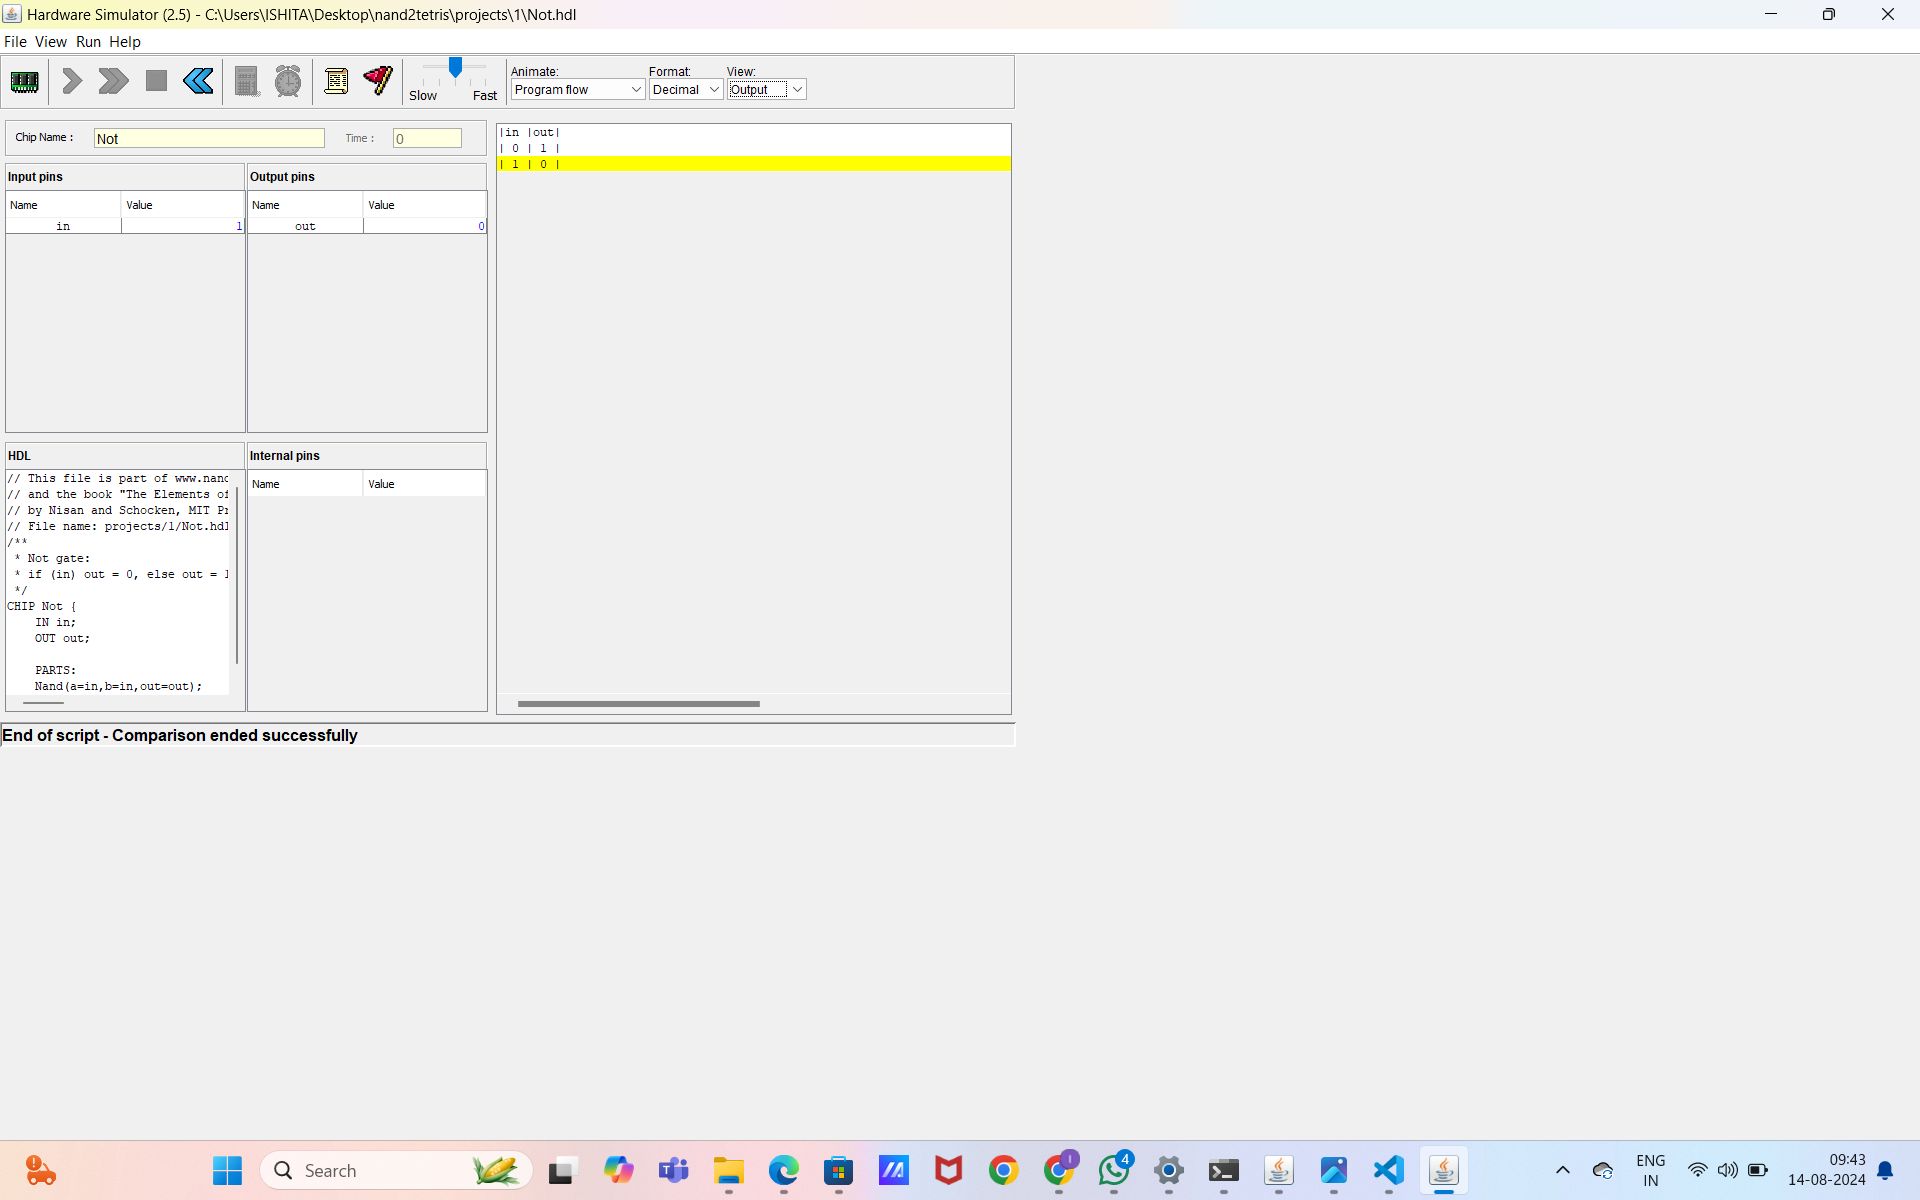 Hardware Simulator (2.5) - C:\Users\ISHITA\Desktop\nand2tetris\projects\1\Not.hdl
File View Run Help
Animate: Format: View:
Slow Fast Program flow Decimal Output
Chip Name : Not Time : 0
Input pins
Name Value
in 1
Output pins
Name Value
out 0
|in |out|
| 0 | 1 |
| 1 | 0 |
HDL
// This file is part of www.nand
// and the book "The Elements of
// by Nisan and Schocken, MIT Pr
// File name: projects/1/Not.hdl
/**
* Not gate:
* if (in) out = 0, else out = 1
*/
CHIP Not {
IN in;
OUT out;
PARTS:
Nand(a=in,b=in,out=out);
Internal pins
Name Value
End of script - Comparison ended successfully
Search
4
ENG
IN
09:43
14-08-2024